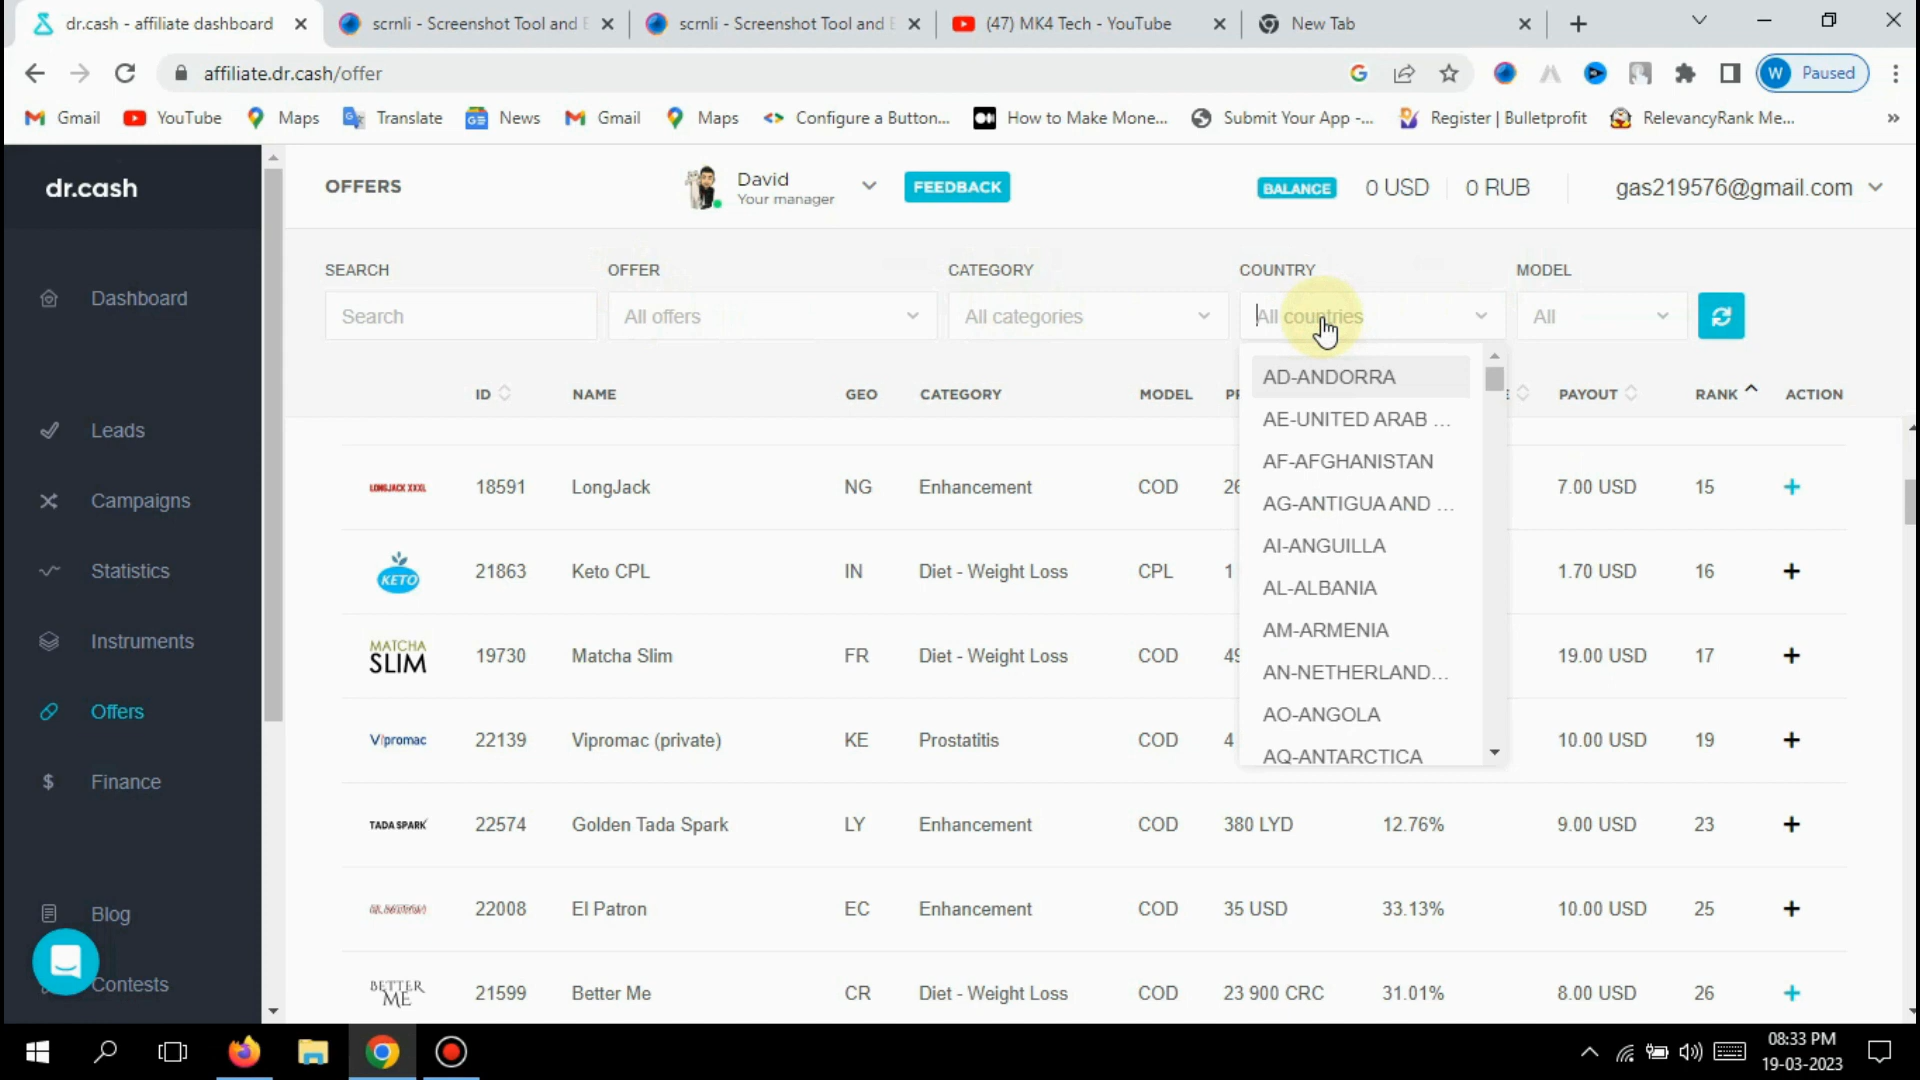 dr.cash - affiliate dashboard
scrnli - Screenshot Tool and E
scrnli - Screenshot Tool and E
(47) MK4 Tech - YouTube
New Tab
affiliate.dr.cash/offer
W Paused
Gmail
YouTube
Maps
Translate
News
Gmail
Maps
Configure a Button...
How to Make Mone...
Submit Your App -...
Register | Bulletprofit
RelevancyRank Me...
»
dr.cash
OFFERS
David
Your manager
FEEDBACK
BALANCE 0 USD 0 RUB
gas219576@gmail.com
Dashboard
Leads
Campaigns
Statistics
Instruments
Offers
Finance
Blog
Contests
SEARCH OFFER CATEGORY COUNTRY MODEL
Search All offers All categories All countries All
ID NAME GEO CATEGORY MODEL PAYOUT RANK ACTION
AD-ANDORRA
AE-UNITED ARAB ...
AF-AFGHANISTAN
AG-ANTIGUA AND ...
AI-ANGUILLA
AL-ALBANIA
AM-ARMENIA
AN-NETHERLAND...
AO-ANGOLA
AQ-ANTARCTICA
LONGJACK XXXL 18591 LongJack NG Enhancement COD 7.00 USD 15 +
KETO 21863 Keto CPL IN Diet - Weight Loss CPL 1 1.70 USD 16 +
MATCHA
SLIM 19730 Matcha Slim FR Diet - Weight Loss COD 49 19.00 USD 17 +
Vipromac 22139 Vipromac (private) KE Prostatitis COD 4 10.00 USD 19 +
TADA SPARK 22574 Golden Tada Spark LY Enhancement COD 380 LYD 12.76% 9.00 USD 23 +
22008 El Patron EC Enhancement COD 35 USD 33.13% 10.00 USD 25 +
BETTER
ME 21599 Better Me CR Diet - Weight Loss COD 23 900 CRC 31.01% 8.00 USD 26 +
08:33 PM
19-03-2023